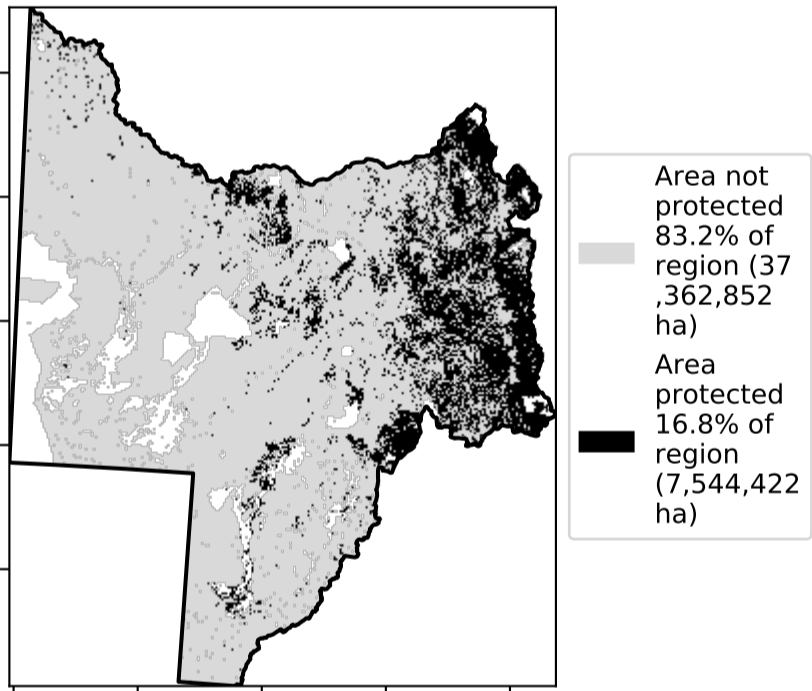 Area not
protected
83.2% of
region (37
,362,852
ha)
Area
protected
16.8% of
region
(7,544,422
ha)